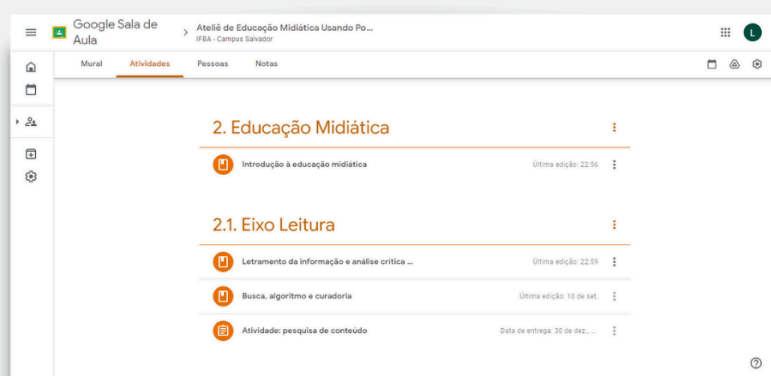 Google Sala de
Aula
Ateliê de Educação Midiática Usando Po...
IFBA - Campus Salvador
L
Mural Atividades Pessoas Notas
2. Educação Midiática
Introdução à educação midiática Última edição: 22:56
2.1. Eixo Leitura
Letramento da informação e análise crítica ... Última edição: 22:59
Busca, algoritmo e curadoria Última edição: 10 de set.
Atividade: pesquisa de conteúdo Data de entrega: 30 de dez., ...